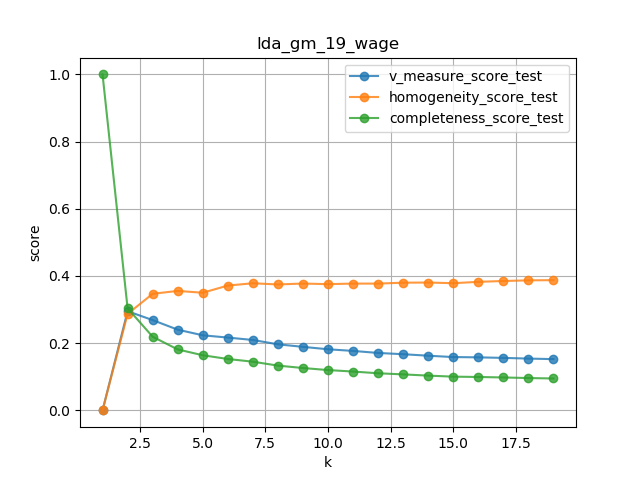 lda_gm_19_wage
v_measure_score_test
homogeneity_score_test
completeness_score_test
score
1.0
0.8
0.6
0.4
0.2
0.0
2.5 5.0 7.5 10.0 12.5 15.0 17.5
k